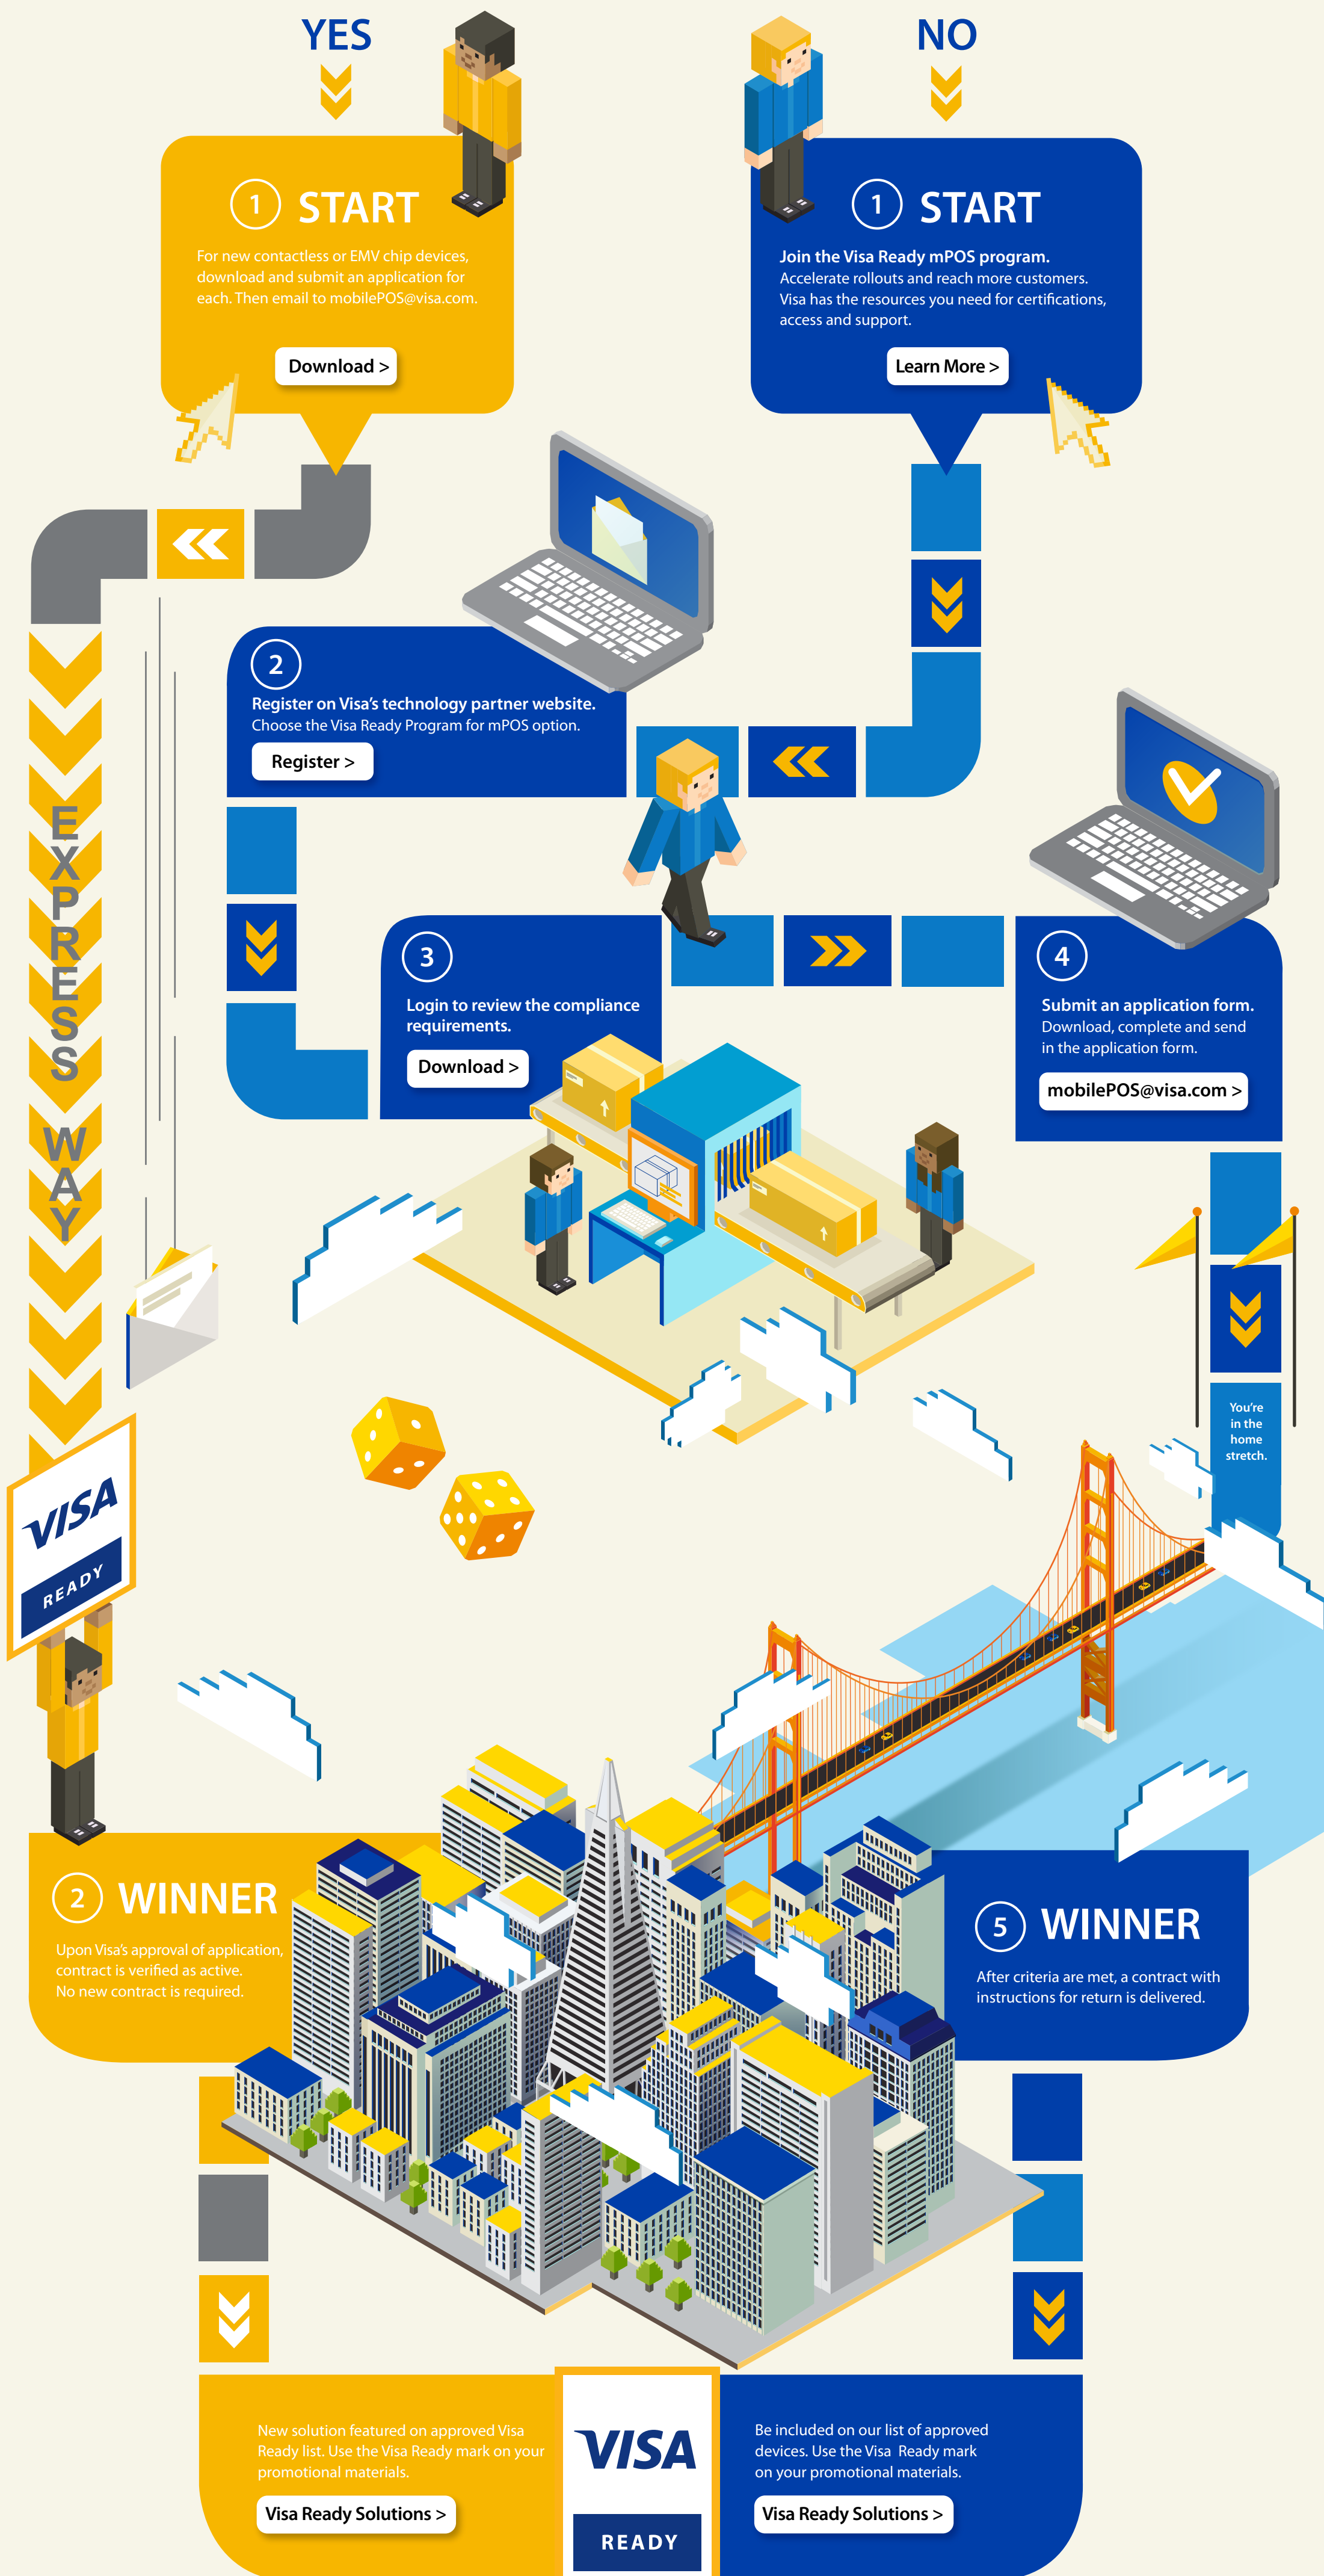 YES
NO
1 START
For new contactless or EMV chip devices,
download and submit an application for
each. Then email to mobilePOS@visa.com.
Download >
1 START
Join the Visa Ready mPOS program.
Accelerate rollouts and reach more customers.
Visa has the resources you need for certifications,
access and support.
Learn More >
2
Register on Visa’s technology partner website.
Choose the Visa Ready Program for mPOS option.
Register >
EXPRESS WAY
3
Login to review the compliance
requirements.
Download >
4
Submit an application form.
Download, complete and send
in the application form.
mobilePOS@visa.com >
You’re
in the
home
stretch.
VISA
READY
2 WINNER
Upon Visa’s approval of application,
contract is verified as active.
No new contract is required.
5 WINNER
After criteria are met, a contract with
instructions for return is delivered.
New solution featured on approved Visa
Ready list. Use the Visa Ready mark on your
promotional materials.
Visa Ready Solutions >
VISA
READY
Be included on our list of approved
devices. Use the Visa Ready mark
on your promotional materials.
Visa Ready Solutions >